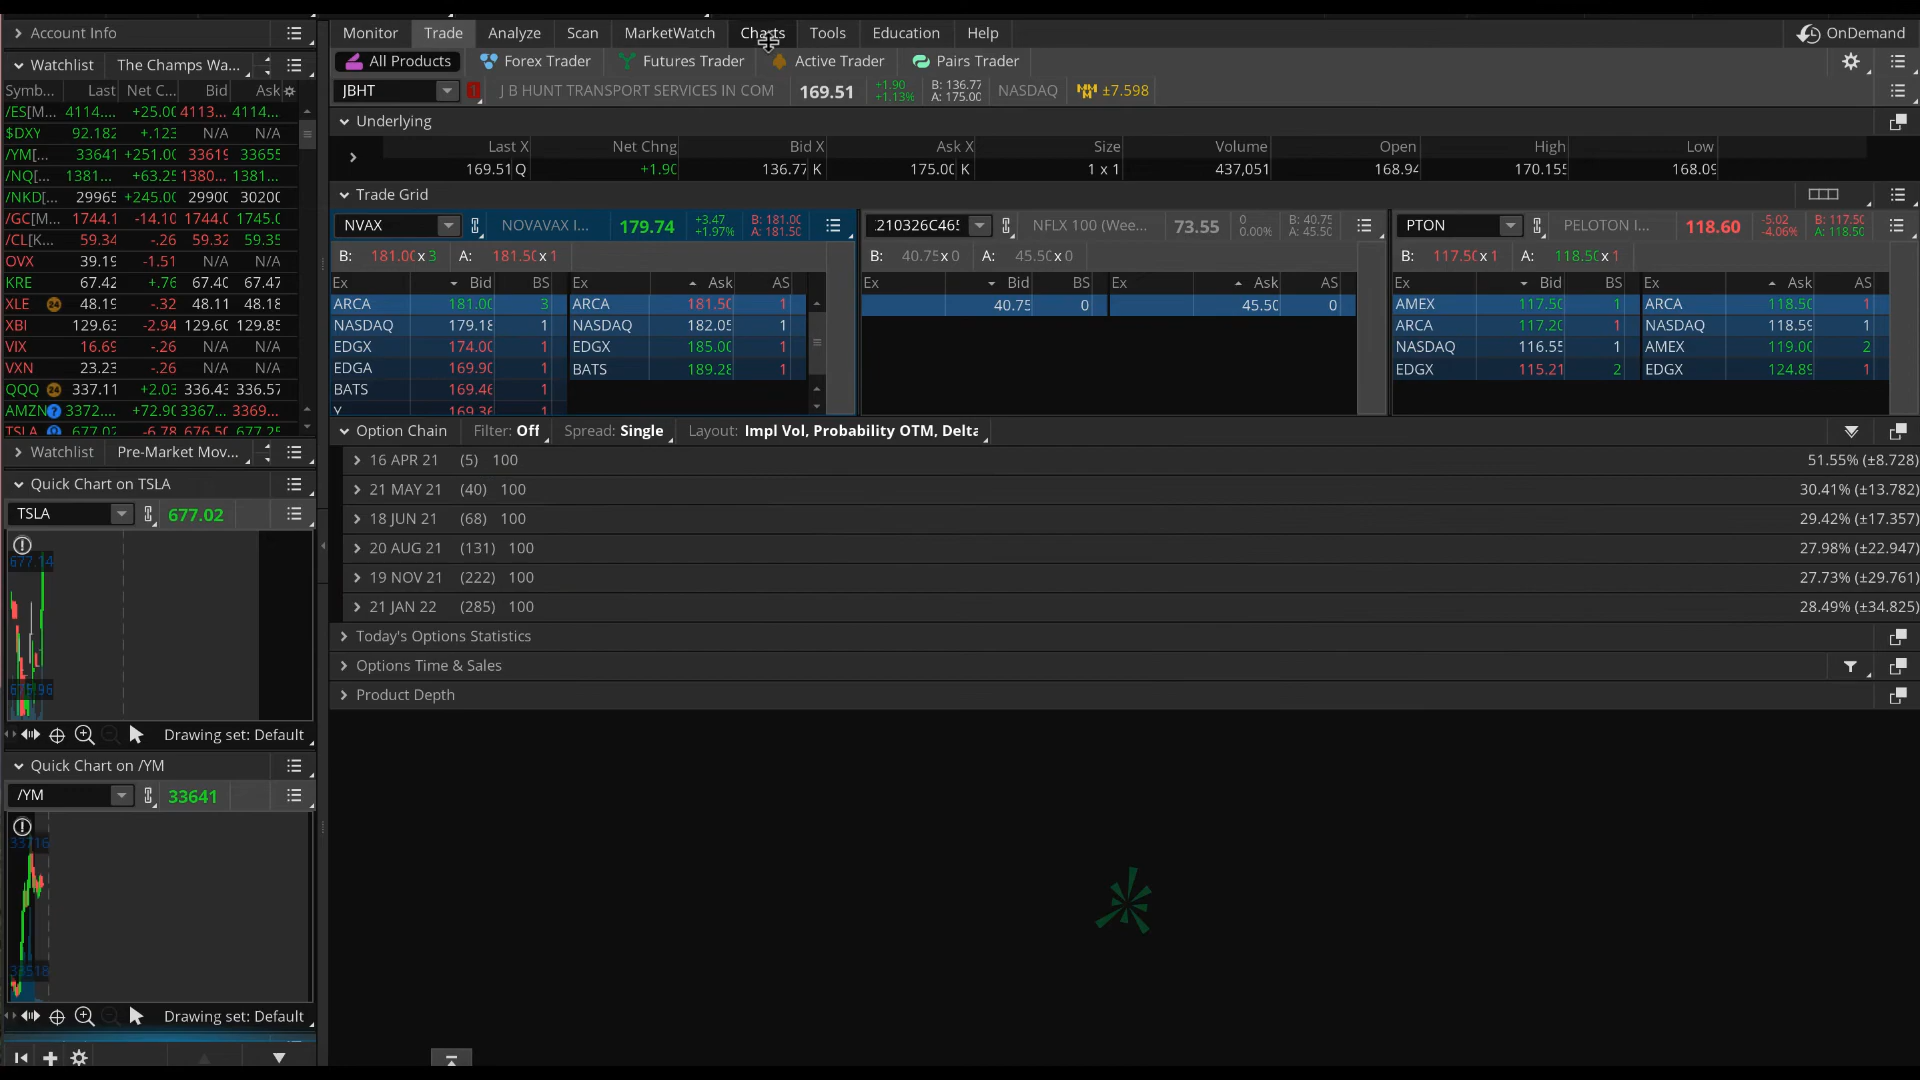 Account Info
Monitor Trade Analyze Scan MarketWatch Charts Tools Education Help OnDemand
Watchlist The Champs Wa...
All Products Forex Trader Futures Trader Active Trader Pairs Trader
Symb... Last Net C... Bid Ask
JBHT J B HUNT TRANSPORT SERVICES IN COM 169.51 +1.90 +1.13% B: 136.77 A: 175.00 NASDAQ ±7.598
/ES[M... 4114.... +25.00 4113... 4114...
$DXY 92.182 +.123 N/A N/A
/YM[... 33641 +251.00 33619 33655
/NQ[... 1381... +63.25 1380... 1381...
/NKD[... 29965 +245.00 29900 30200
/GC[M... 1744.1 -14.10 1744.0 1745.0
/CL[K... 59.34 -.26 59.32 59.35
OVX 39.19 -1.51 N/A N/A
KRE 67.42 +.76 67.40 67.47
XLE 24 48.19 -.32 48.11 48.18
XBI 129.63 -2.94 129.60 129.85
VIX 16.69 -.26 N/A N/A
VXN 23.23 -.26 N/A N/A
QQQ 24 337.11 +2.03 336.43 336.57
AMZN 3372.... +72.90 3367... 3369...
TSLA 677.02 -6.78 676.50 677.25
Underlying
Last X Net Chng Bid X Ask X Size Volume Open High Low
169.51 Q +1.90 136.77 K 175.00 K 1 x 1 437,051 168.94 170.155 168.09
Trade Grid
NVAX NOVAVAX I... 179.74 +3.47 +1.97% B: 181.00 A: 181.50
B: 181.00 x 3 A: 181.50 x 1
Ex Bid BS Ex Ask AS
ARCA 181.00 3 ARCA 181.50 1
NASDAQ 179.18 1 NASDAQ 182.05 1
EDGX 174.00 1 EDGX 185.00 1
EDGA 169.90 1 BATS 189.28 1
BATS 169.46 1
Y 169.36 1
.210326C465 NFLX 100 (Wee... 73.55 0 0.00% B: 40.75 A: 45.50
B: 40.75 x 0 A: 45.50 x 0
Ex Bid BS Ex Ask AS
40.75 0 45.50 0
PTON PELOTON I... 118.60 -5.02 -4.06% B: 117.50 A: 118.50
B: 117.50 x 1 A: 118.50 x 1
Ex Bid BS Ex Ask AS
AMEX 117.50 1 ARCA 118.50 1
ARCA 117.20 1 NASDAQ 118.59 1
NASDAQ 116.55 1 AMEX 119.00 2
EDGX 115.21 2 EDGX 124.89 1
Option Chain Filter: Off Spread: Single Layout: Impl Vol, Probability OTM, Delta
16 APR 21 (5) 100 51.55% (±8.728)
21 MAY 21 (40) 100 30.41% (±13.782)
18 JUN 21 (68) 100 29.42% (±17.357)
20 AUG 21 (131) 100 27.98% (±22.947)
19 NOV 21 (222) 100 27.73% (±29.761)
21 JAN 22 (285) 100 28.49% (±34.825)
Today's Options Statistics
Options Time & Sales
Product Depth
Watchlist Pre-Market Mov...
Quick Chart on TSLA
TSLA 677.02
677.14
675.96
Drawing set: Default
Quick Chart on /YM
/YM 33641
33716
33518
Drawing set: Default